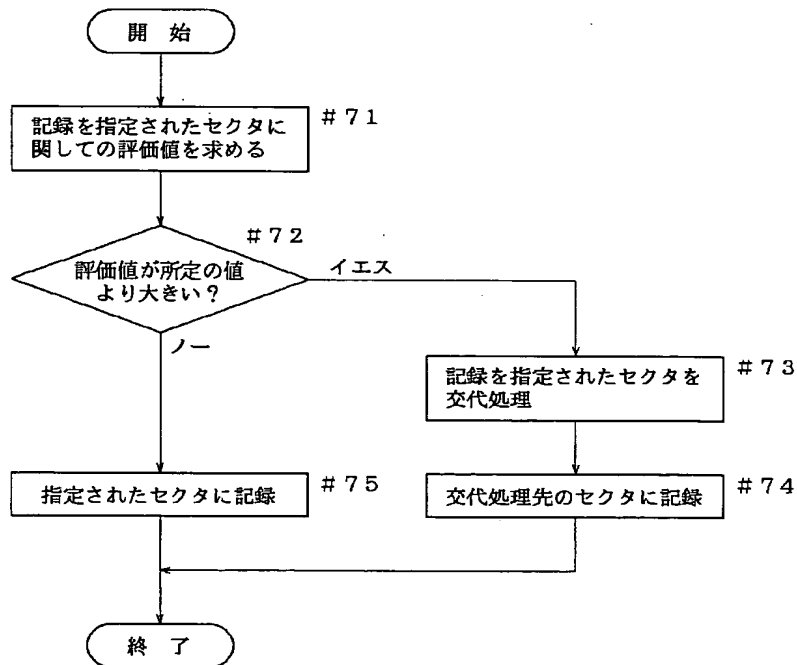 開 始
記録を指定されたセクタに
関しての評価値を求める
#71
#72
評価値が所定の値
より大きい?
イエス
ノー
記録を指定されたセクタを
交代処理
#73
指定されたセクタに記録
#75
交代処理先のセクタに記録
#74
終 了